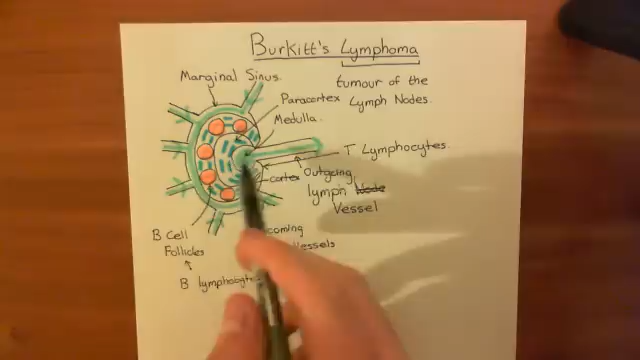 Burkitt's Lymphoma
Marginal Sinus.
tumour of the
Lymph Nodes.
Paracortex
Medulla.
T Lymphocytes.
cortex
Outgoing
lymph Node
Vessel
B Cell
Follicles
B lymphocytes
coming
Vessels